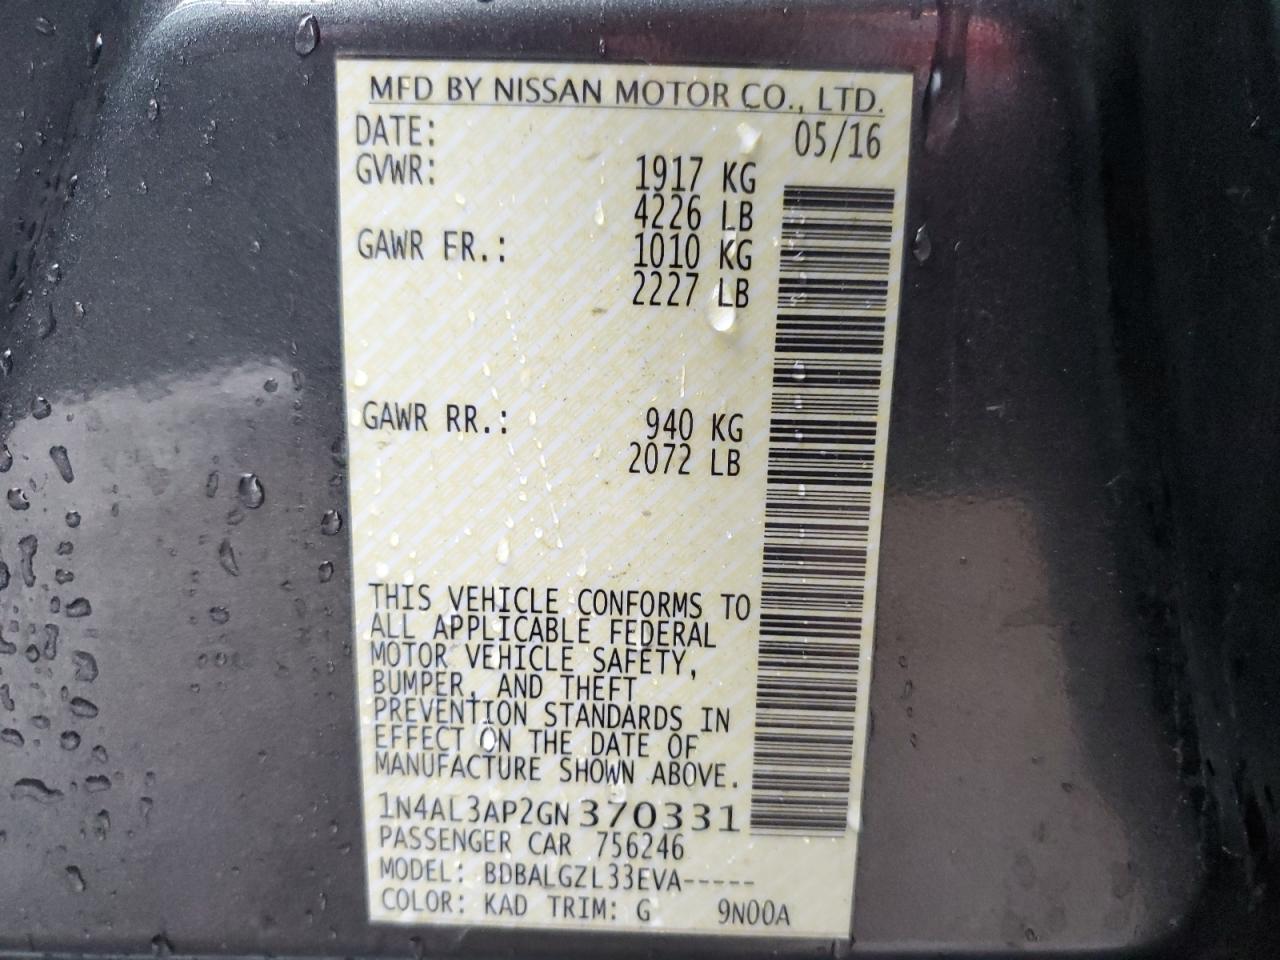 MFD BY NISSAN MOTOR CO., LTD.
DATE: 05/16
GVWR: 1917 KG
4226 LB
GAWR FR.: 1010 KG
2227 LB
GAWR RR.: 940 KG
2072 LB
THIS VEHICLE CONFORMS TO
ALL APPLICABLE FEDERAL
MOTOR VEHICLE SAFETY,
BUMPER, AND THEFT
PREVENTION STANDARDS IN
EFFECT ON THE DATE OF
MANUFACTURE SHOWN ABOVE.
1N4AL3AP2GN370331
PASSENGER CAR 756246
MODEL: BDBALGZL33EVA-----
COLOR: KAD TRIM: G 9N00A